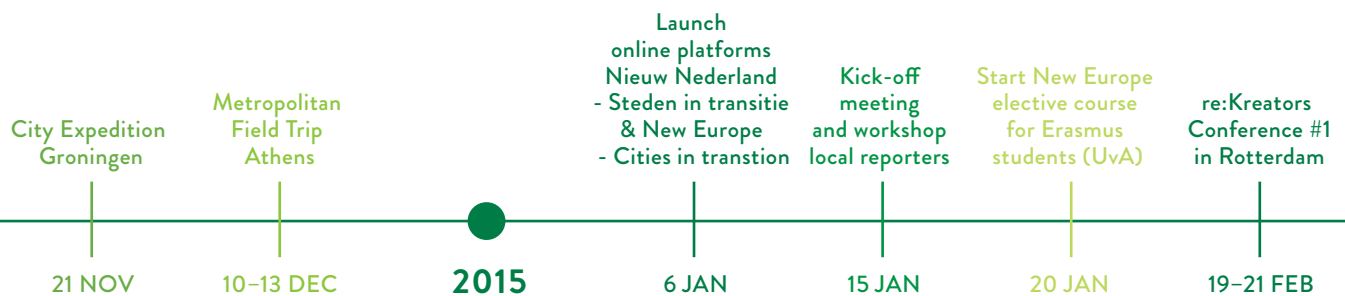 City Expedition
Groningen
21 NOV
Metropolitan
Field Trip
Athens
10–13 DEC
2015
Launch
online platforms
Nieuw Nederland
- Steden in transitie
& New Europe
- Cities in transtion
6 JAN
Kick-off
meeting
and workshop
local reporters
15 JAN
Start New Europe
elective course
for Erasmus
students (UvA)
20 JAN
re:Kreators
Conference #1
in Rotterdam
19–21 FEB